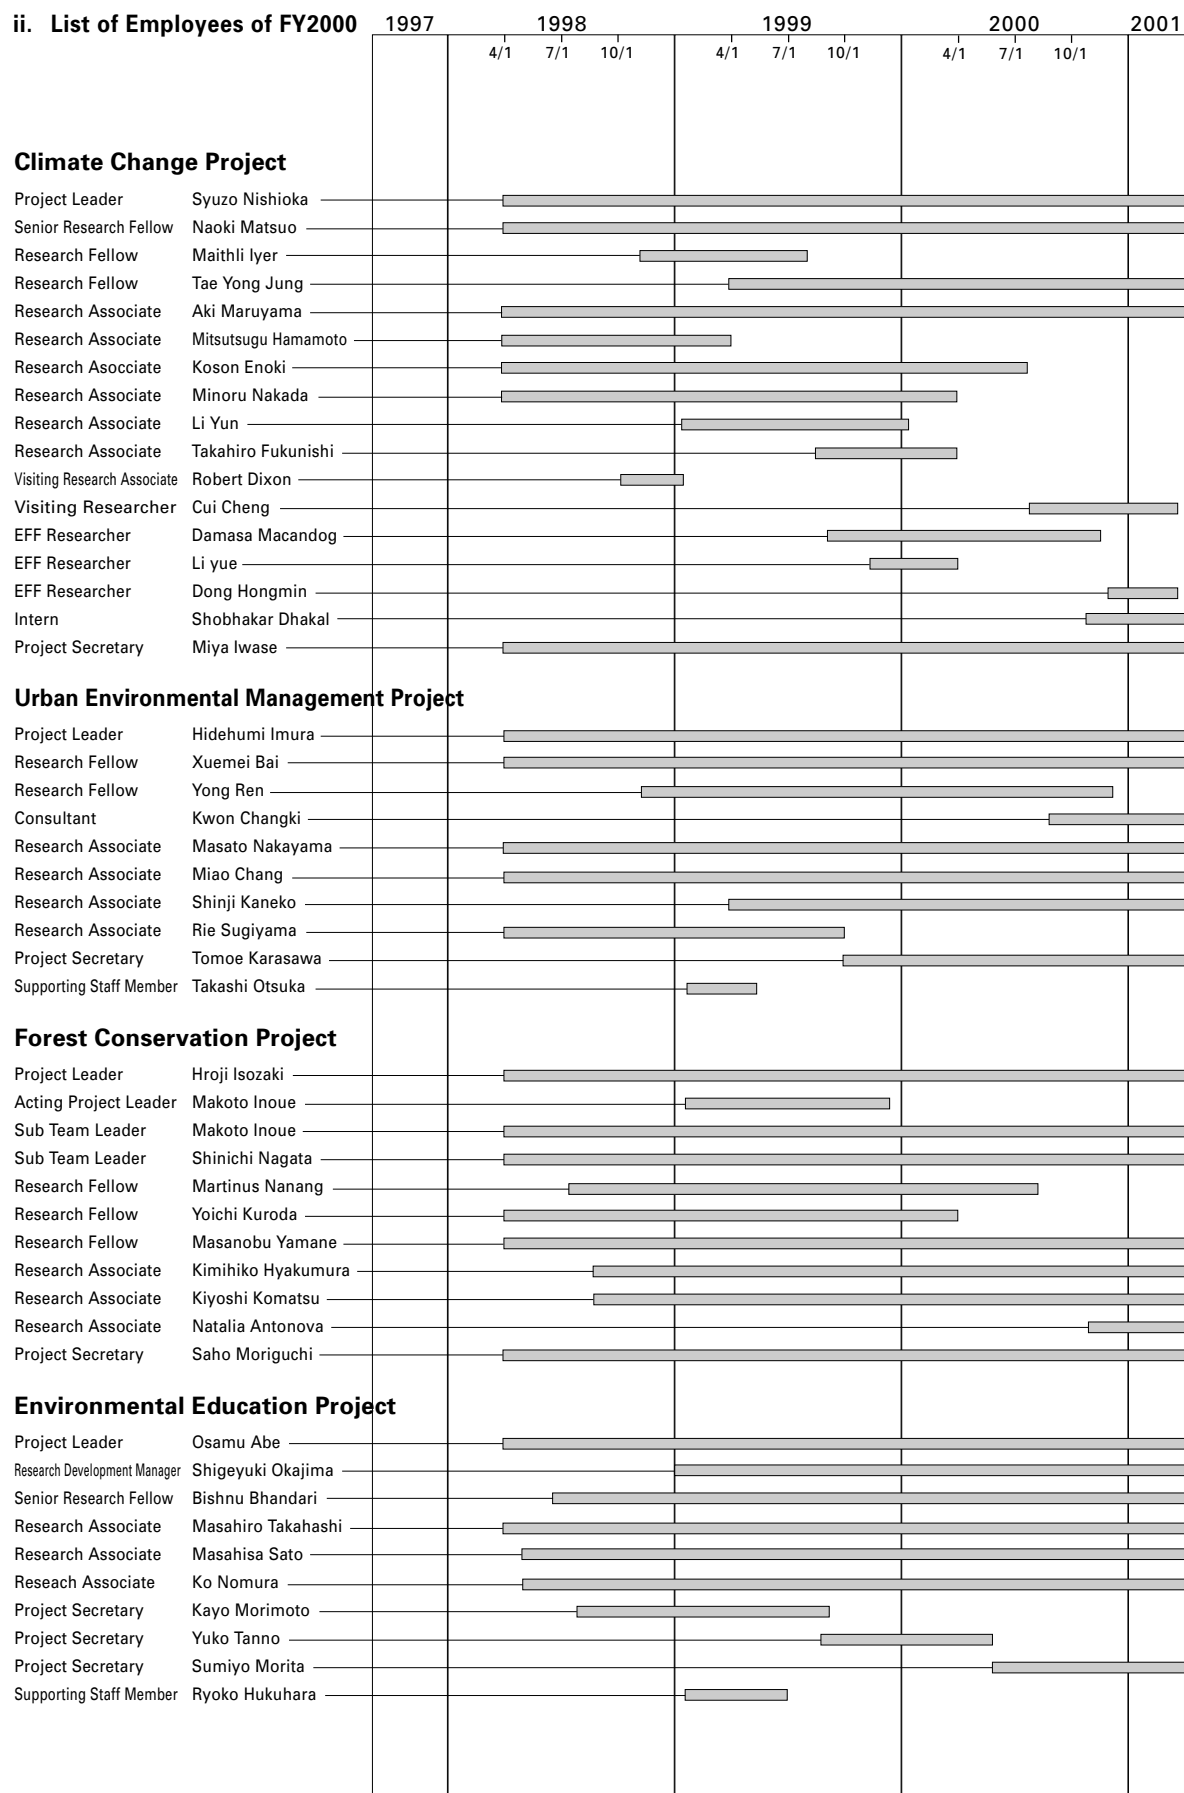 ii. List of Employees of FY2000 1997 1998 1999 2000 2001
4/1 7/1 10/1 4/1 7/1 10/1 4/1 7/1 10/1
Climate Change Project
Project Leader Syuzo Nishioka
Senior Research Fellow Naoki Matsuo
Research Fellow Maithli Iyer
Research Fellow Tae Yong Jung
Research Associate Aki Maruyama
Research Associate Mitsutsugu Hamamoto
Research Asocciate Koson Enoki
Research Associate Minoru Nakada
Research Associate Li Yun
Research Associate Takahiro Fukunishi
Visiting Research Associate Robert Dixon
Visiting Researcher Cui Cheng
EFF Researcher Damasa Macandog
EFF Researcher Li yue
EFF Researcher Dong Hongmin
Intern Shobhakar Dhakal
Project Secretary Miya Iwase
Urban Environmental Management Project
Project Leader Hidehumi Imura
Research Fellow Xuemei Bai
Research Fellow Yong Ren
Consultant Kwon Changki
Research Associate Masato Nakayama
Research Associate Miao Chang
Research Associate Shinji Kaneko
Research Associate Rie Sugiyama
Project Secretary Tomoe Karasawa
Supporting Staff Member Takashi Otsuka
Forest Conservation Project
Project Leader Hroji Isozaki
Acting Project Leader Makoto Inoue
Sub Team Leader Makoto Inoue
Sub Team Leader Shinichi Nagata
Research Fellow Martinus Nanang
Research Fellow Yoichi Kuroda
Research Fellow Masanobu Yamane
Research Associate Kimihiko Hyakumura
Research Associate Kiyoshi Komatsu
Research Associate Natalia Antonova
Project Secretary Saho Moriguchi
Environmental Education Project
Project Leader Osamu Abe
Research Development Manager Shigeyuki Okajima
Senior Research Fellow Bishnu Bhandari
Research Associate Masahiro Takahashi
Research Associate Masahisa Sato
Reseach Associate Ko Nomura
Project Secretary Kayo Morimoto
Project Secretary Yuko Tanno
Project Secretary Sumiyo Morita
Supporting Staff Member Ryoko Hukuhara